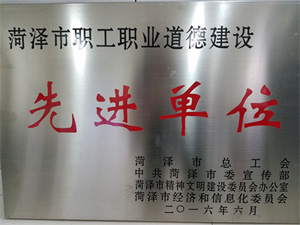 菏泽市职工职业道德建设
先进单位
菏泽市总工会
中共菏泽市委宣传部
菏泽市精神文明建设委员会办公室
菏泽市经济和信息化委员会
二〇一六年六月